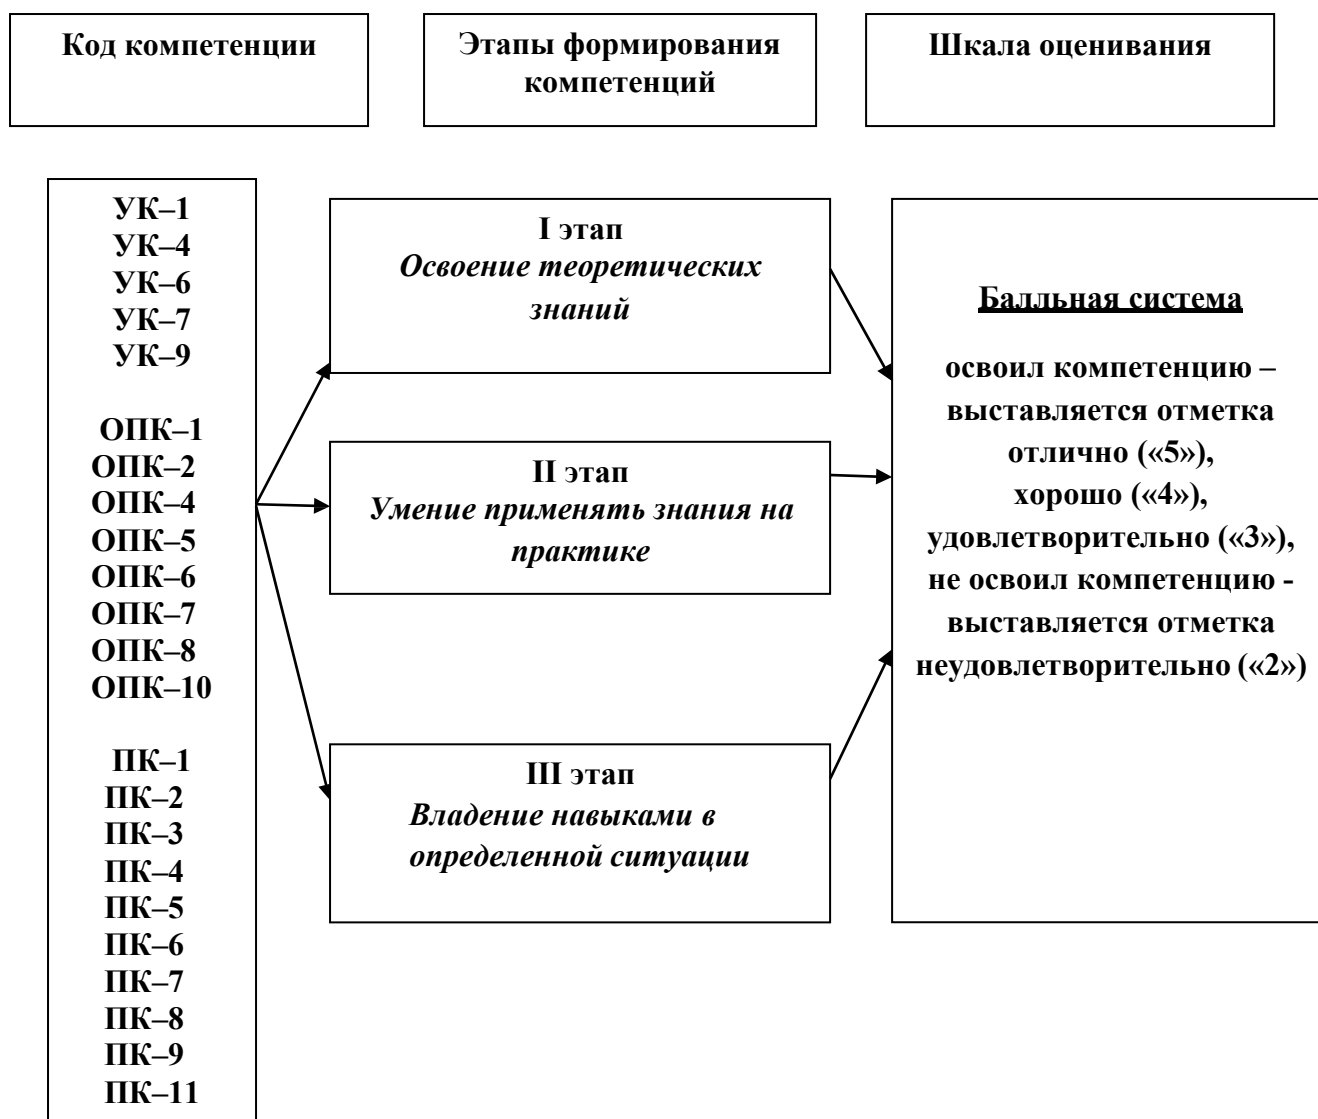 Код компетенции
Этапы формирования
компетенций
Шкала оценивания
УК–1
УК–4
УК–6
УК–7
УК–9
ОПК–1
ОПК–2
ОПК–4
ОПК–5
ОПК–6
ОПК–7
ОПК–8
ОПК–10
ПК–1
ПК–2
ПК–3
ПК–4
ПК–5
ПК–6
ПК–7
ПК–8
ПК–9
ПК–11
I этап
Освоение теоретических
знаний
II этап
Умение применять знания на
практике
III этап
Владение навыками в
определенной ситуации
Балльная система
освоил компетенцию –
выставляется отметка
отлично («5»),
хорошо («4»),
удовлетворительно («3»),
не освоил компетенцию -
выставляется отметка
неудовлетворительно («2»)